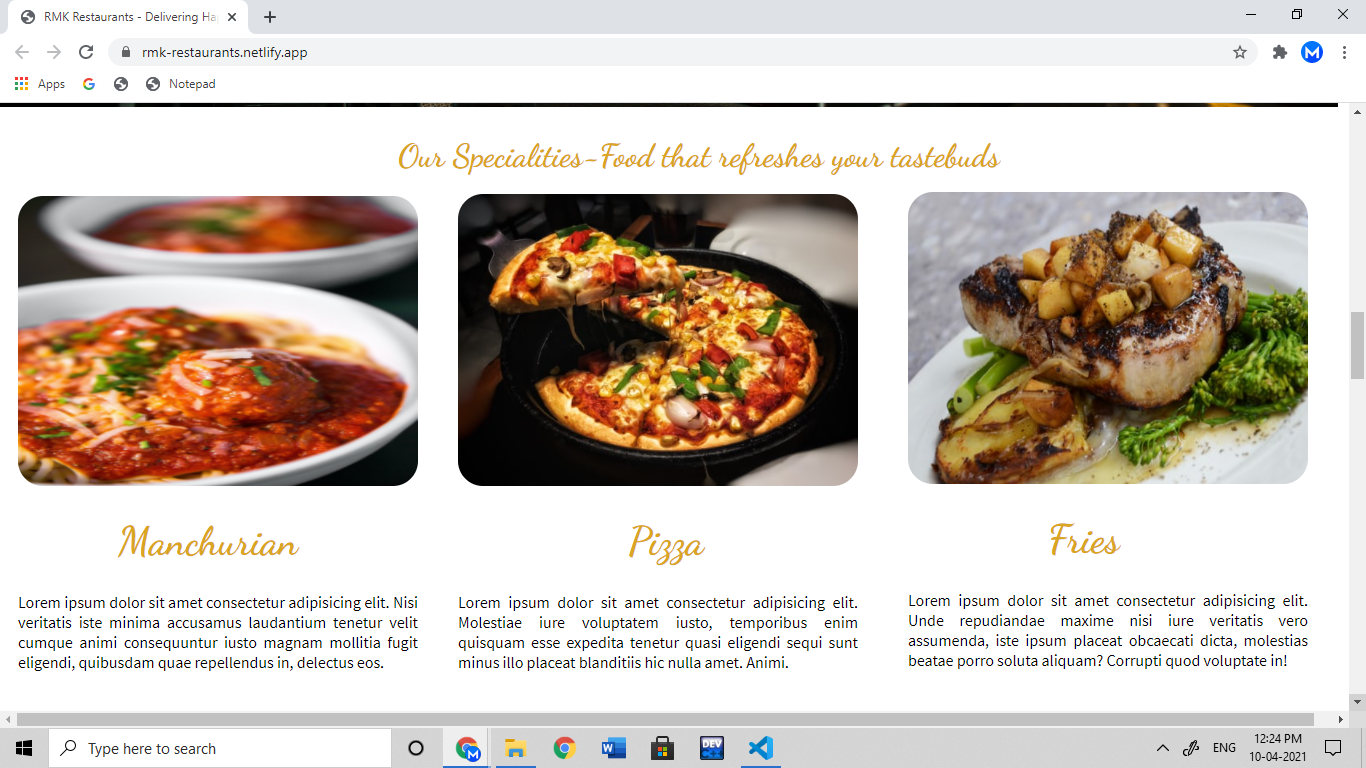 RMK Restaurants - Delivering Ha
rmk-restaurants.netlify.app
Apps
Notepad
Our Specialities-Food that refreshes your tastebuds
Manchurian
Lorem ipsum dolor sit amet consectetur adipisicing elit. Nisi
veritatis iste minima accusamus laudantium tenetur velit
cumque animi consequuntur iusto magnam mollitia fugit
eligendi, quibusdam quae repellendus in, delectus eos.
Pizza
Lorem ipsum dolor sit amet consectetur adipisicing elit.
Molestiae iure voluptatem iusto, temporibus enim
quisquam esse expedita tenetur quasi eligendi sequi sunt
minus illo placeat blanditiis hic nulla amet. Animi.
Fries
Lorem ipsum dolor sit amet consectetur adipisicing elit.
Unde repudiandae maxime nisi iure veritatis vero
assumenda, iste ipsum placeat obcaecati dicta, molestias
beatae porro soluta aliquam? Corrupti quod voluptate in!
Type here to search
DEV
ENG
12:24 PM
10-04-2021